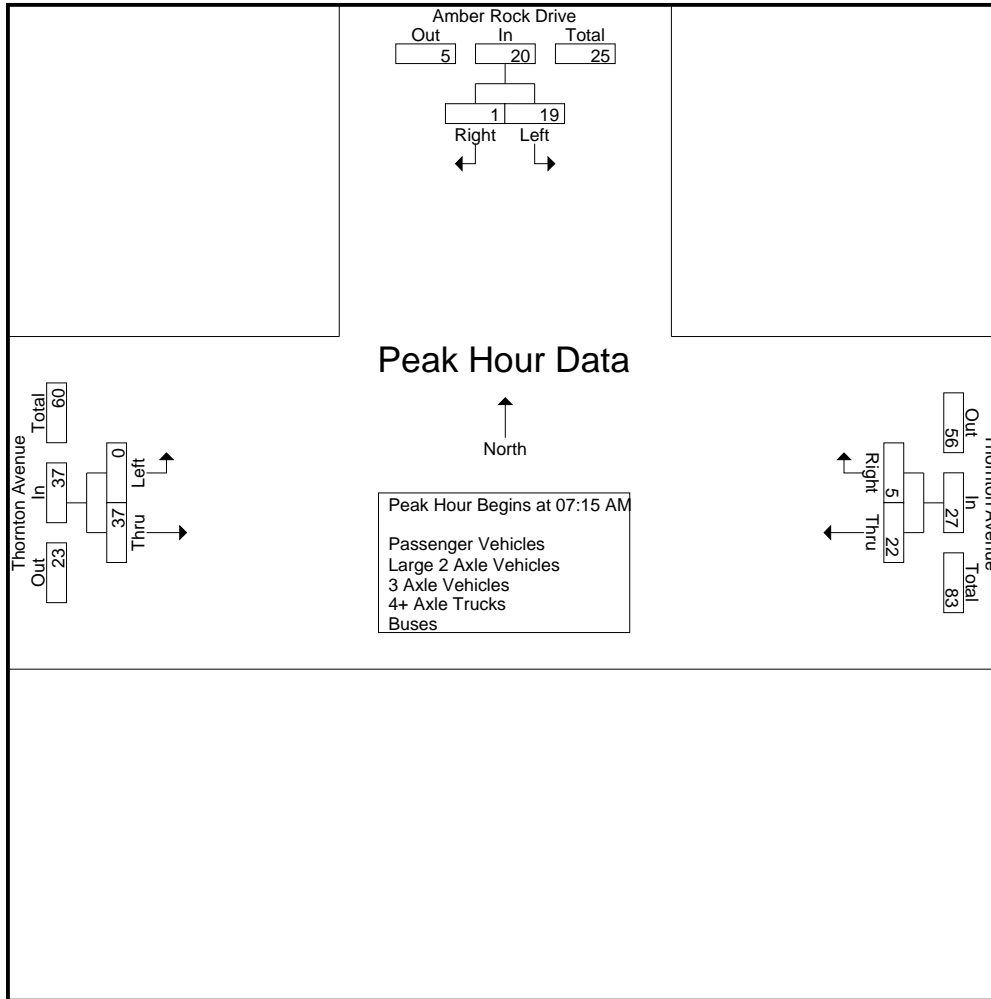 Amber Rock Drive
Out In Total
5 20 25
1 19
Right Left
Peak Hour Data
North
Peak Hour Begins at 07:15 AM
Passenger Vehicles
Large 2 Axle Vehicles
3 Axle Vehicles
4+ Axle Trucks
Buses
Thornton Avenue
Out In Total
23 37 60
37 0
Thru Left
Thornton Avenue
Out In Total
56 27 83
5 22
Right Thru